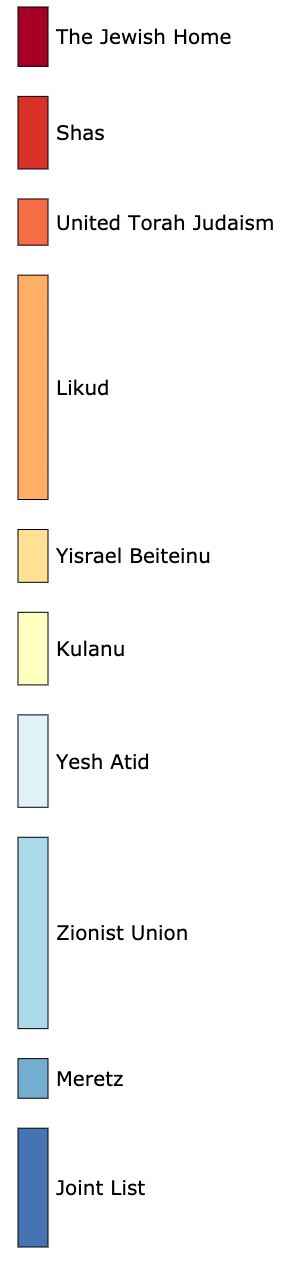 The Jewish Home
Shas
United Torah Judaism
Likud
Yisrael Beiteinu
Kulanu
Yesh Atid
Zionist Union
Meretz
Joint List